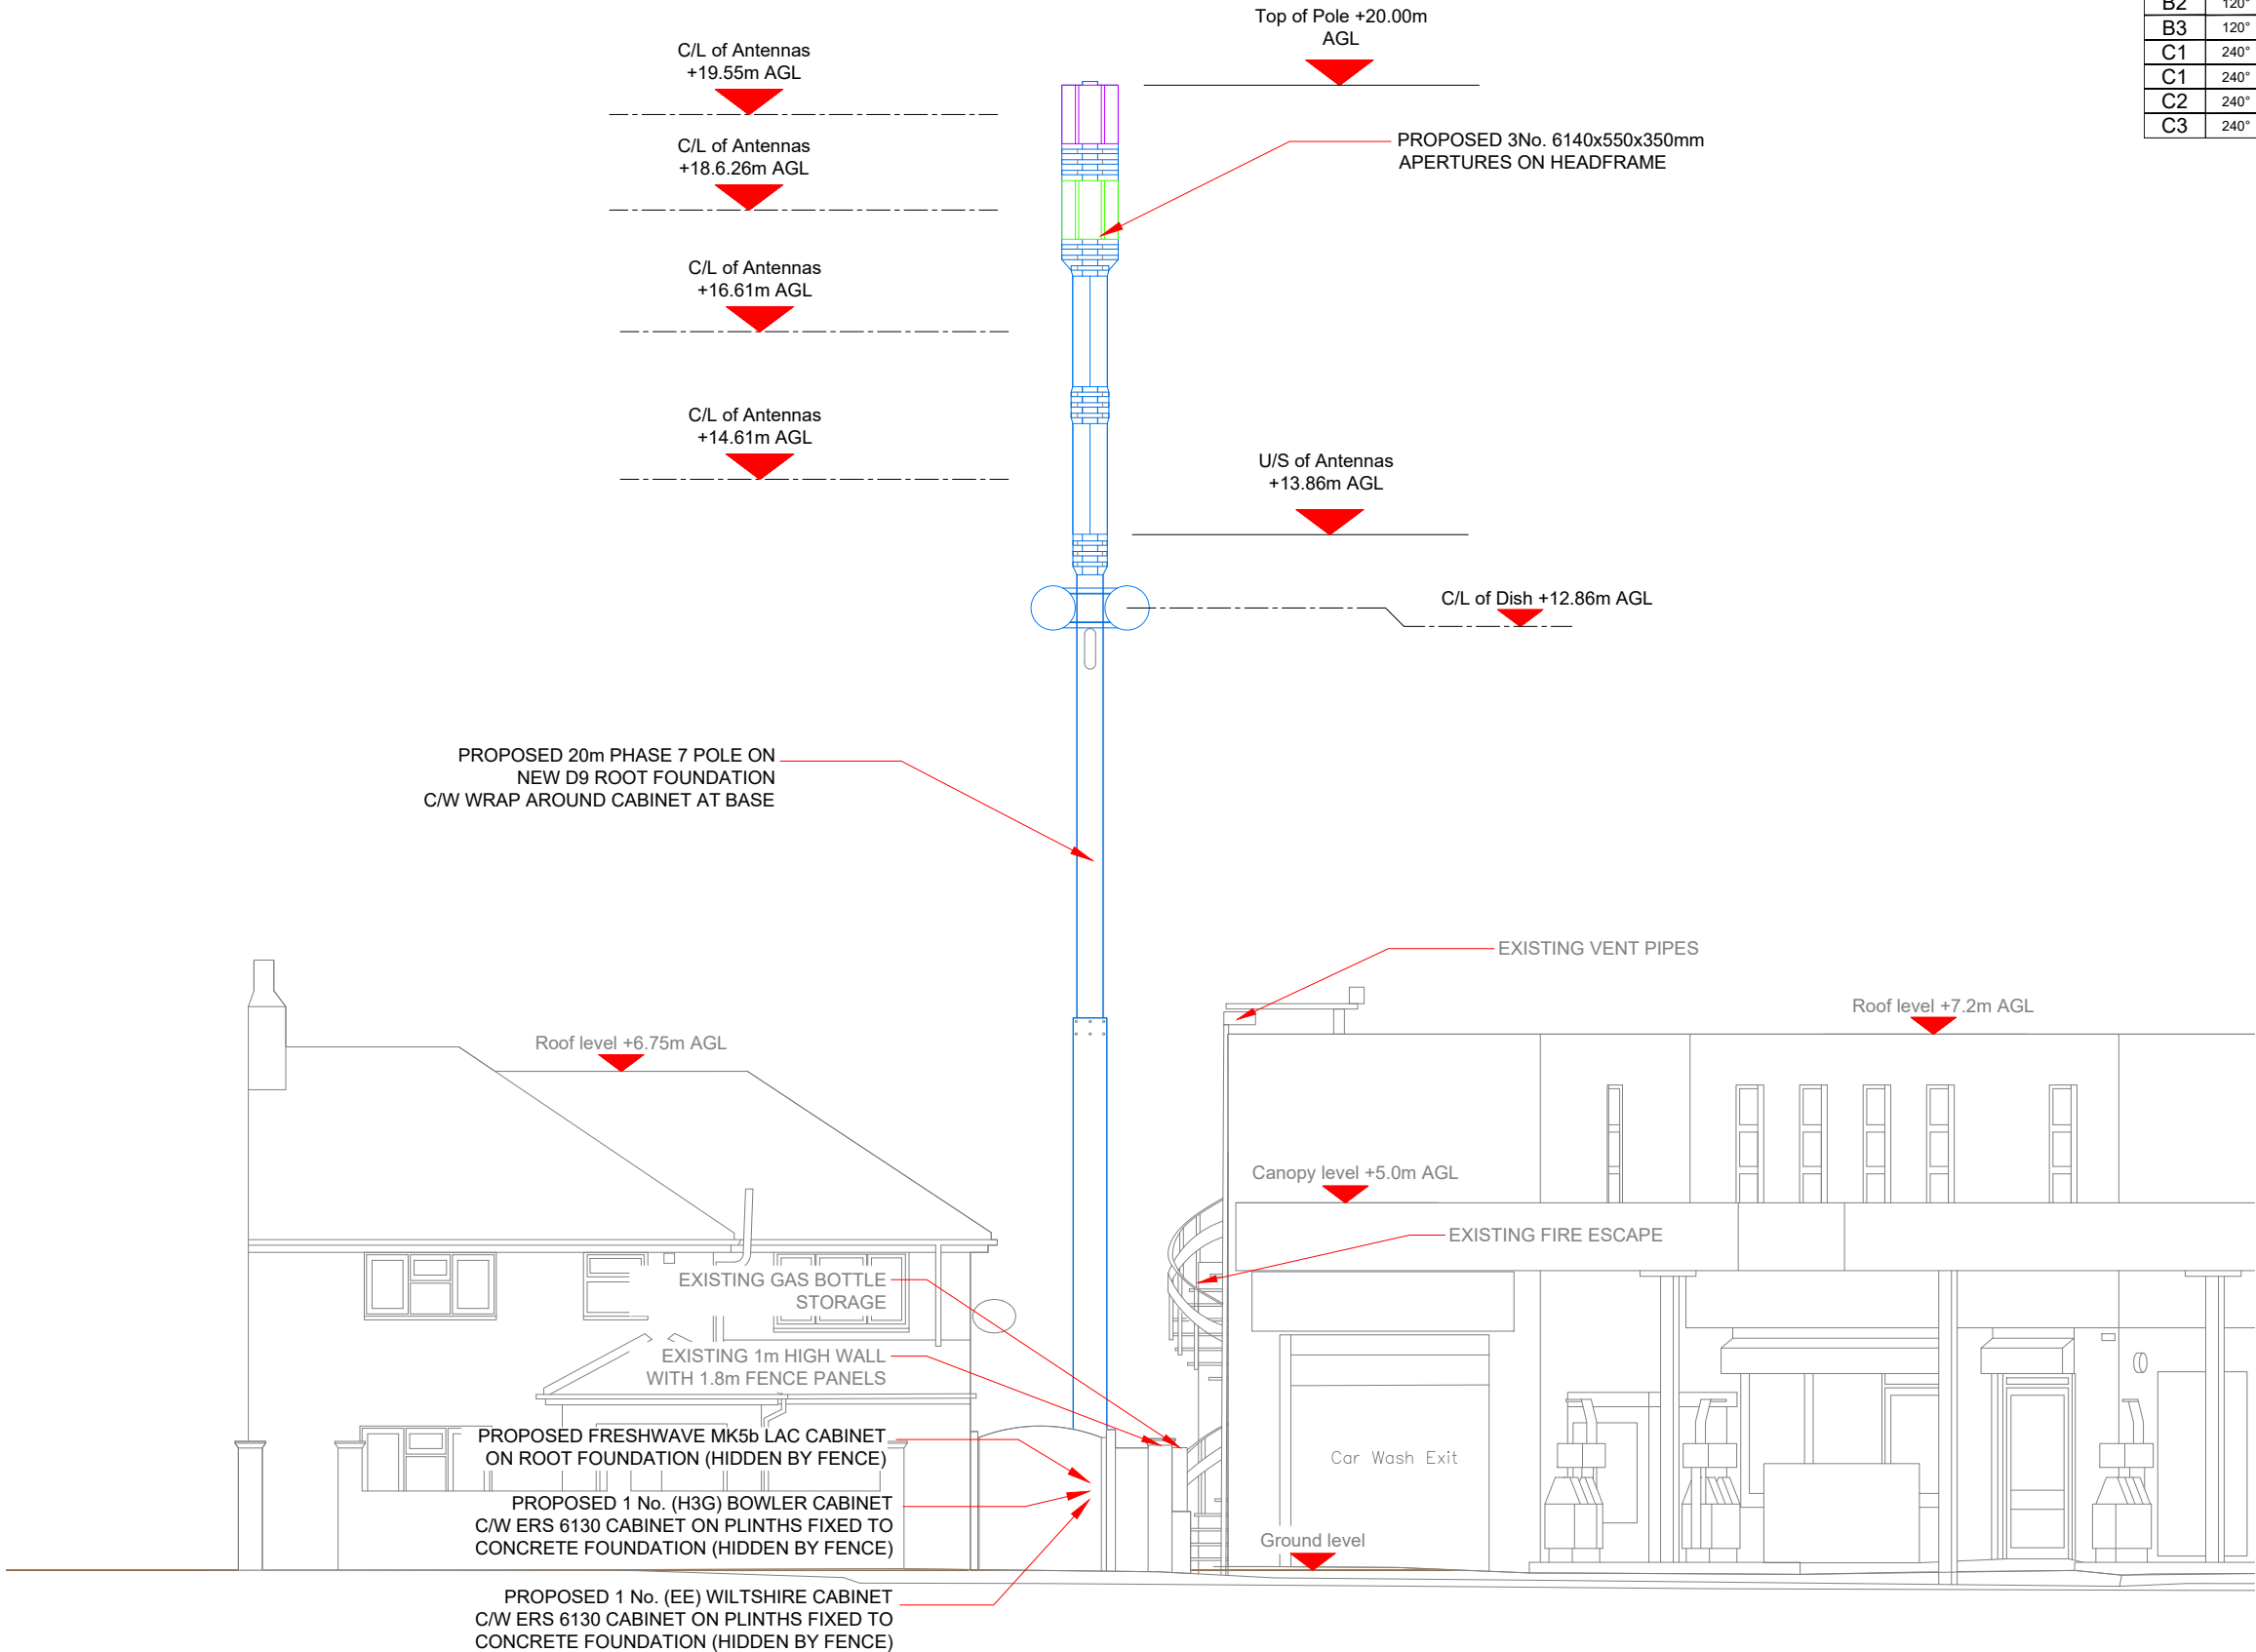 B2 120°
B3 120°
C1 240°
C1 240°
C2 240°
C3 240°
Top of Pole +20.00m
AGL
C/L of Antennas
+19.55m AGL
PROPOSED 3No. 6140x550x350mm
APERTURES ON HEADFRAME
C/L of Antennas
+18.6.26m AGL
C/L of Antennas
+16.61m AGL
C/L of Antennas
+14.61m AGL
U/S of Antennas
+13.86m AGL
C/L of Dish +12.86m AGL
PROPOSED 20m PHASE 7 POLE ON
NEW D9 ROOT FOUNDATION
C/W WRAP AROUND CABINET AT BASE
EXISTING VENT PIPES
Roof level +7.2m AGL
Roof level +6.75m AGL
Canopy level +5.0m AGL
EXISTING FIRE ESCAPE
EXISTING GAS BOTTLE
STORAGE
EXISTING 1m HIGH WALL
WITH 1.8m FENCE PANELS
PROPOSED FRESHWAVE MK5b LAC CABINET
ON ROOT FOUNDATION (HIDDEN BY FENCE)
Car Wash Exit
PROPOSED 1 No. (H3G) BOWLER CABINET
C/W ERS 6130 CABINET ON PLINTHS FIXED TO
CONCRETE FOUNDATION (HIDDEN BY FENCE)
Ground level
PROPOSED 1 No. (EE) WILTSHIRE CABINET
C/W ERS 6130 CABINET ON PLINTHS FIXED TO
CONCRETE FOUNDATION (HIDDEN BY FENCE)